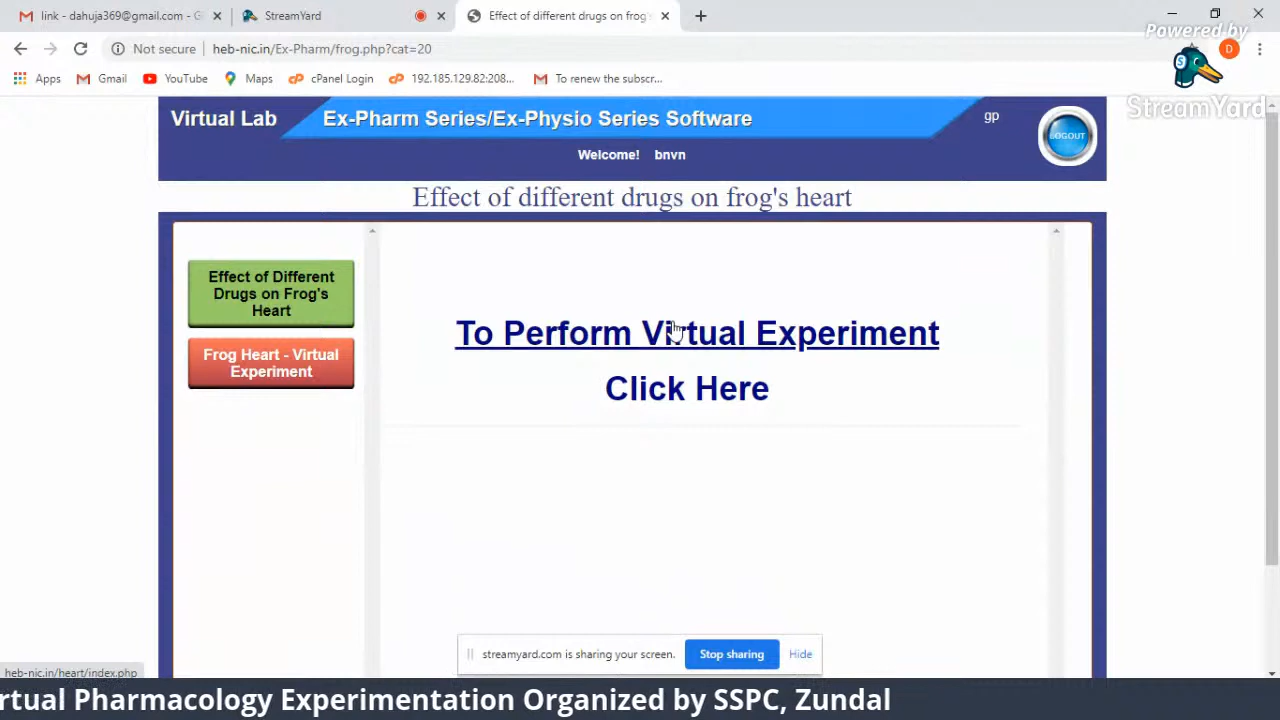 link - dahuja369@gmail.com - G
StreamYard
Effect of different drugs on frog's
Not secure
heb-nic.in/Ex-Pharm/frog.php?cat=20
D
Powered by
StreamYard
Apps
Gmail
YouTube
Maps
cPanel Login
192.185.129.82:208...
To renew the subscr...
Virtual Lab
Ex-Pharm Series/Ex-Physio Series Software
gp
LOGOUT
Welcome! bnvn
Effect of different drugs on frog's heart
Effect of Different
Drugs on Frog's
Heart
Frog Heart - Virtual
Experiment
To Perform Virtual Experiment
Click Here
streamyard.com is sharing your screen.
Stop sharing
Hide
heb-nic.in/heart/index.php
rtual Pharmacology Experimentation Organized by SSPC, Zundal